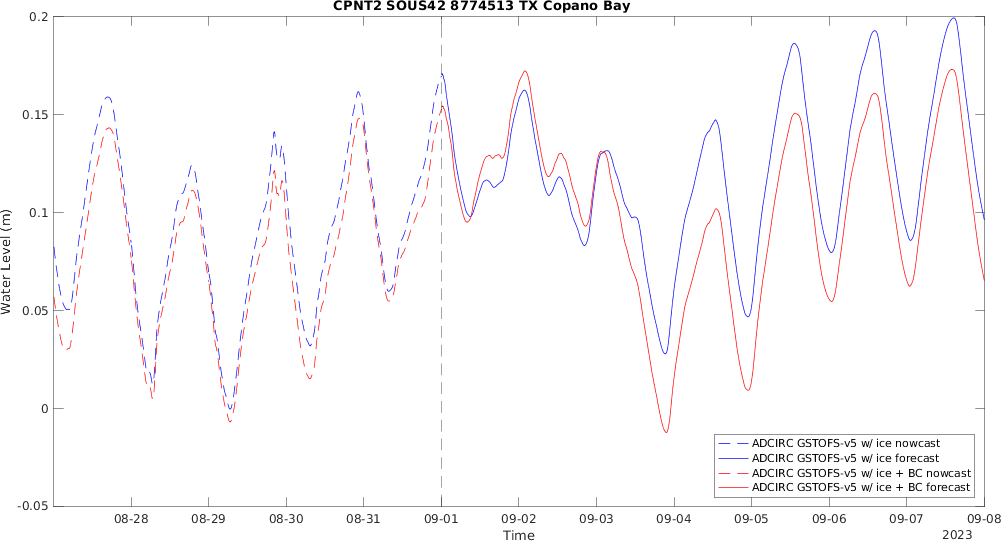 CPNT2 SOUS42 8774513 TX Copano Bay
0.2
0.15
0.1
0.05
0
-0.05
Water Level (m)
08-28 08-29 08-30 08-31 09-01 09-02 09-03 09-04 09-05 09-06 09-07 09-08
Time
2023
ADCIRC GSTOFS-v5 w/ ice nowcast
ADCIRC GSTOFS-v5 w/ ice forecast
ADCIRC GSTOFS-v5 w/ ice + BC nowcast
ADCIRC GSTOFS-v5 w/ ice + BC forecast